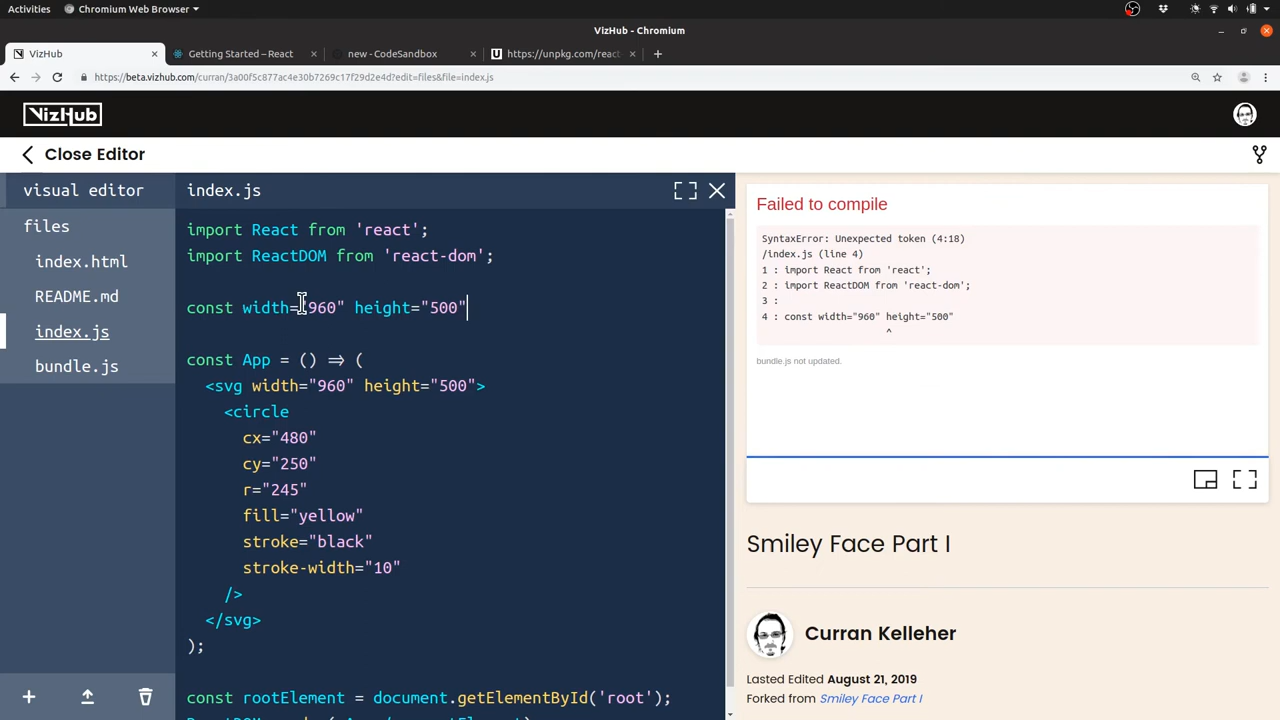 Activities
Chromium Web Browser
VizHub - Chromium
VizHub
Getting Started – React
new - CodeSandbox
https://unpkg.com/reac
https://beta.vizhub.com/curran/3a00f5c877ac4e30b7269c17f29d2e4d?edit=files&file=index.js
VizHub
Close Editor
visual editor
files
index.html
README.md
index.js
bundle.js
index.js
import React from 'react';
import ReactDOM from 'react-dom';
const width="960" height="500"
const App = () => (
<svg width="960" height="500">
<circle
cx="480"
cy="250"
r="245"
fill="yellow"
stroke="black"
stroke-width="10"
/>
</svg>
);
const rootElement = document.getElementById('root');
Failed to compile
SyntaxError: Unexpected token (4:18)
/index.js (line 4)
1 : import React from 'react';
2 : import ReactDOM from 'react-dom';
3 :
4 : const width="960" height="500"
^
bundle.js not updated.
Smiley Face Part I
Curran Kelleher
Lasted Edited August 21, 2019
Forked from Smiley Face Part I